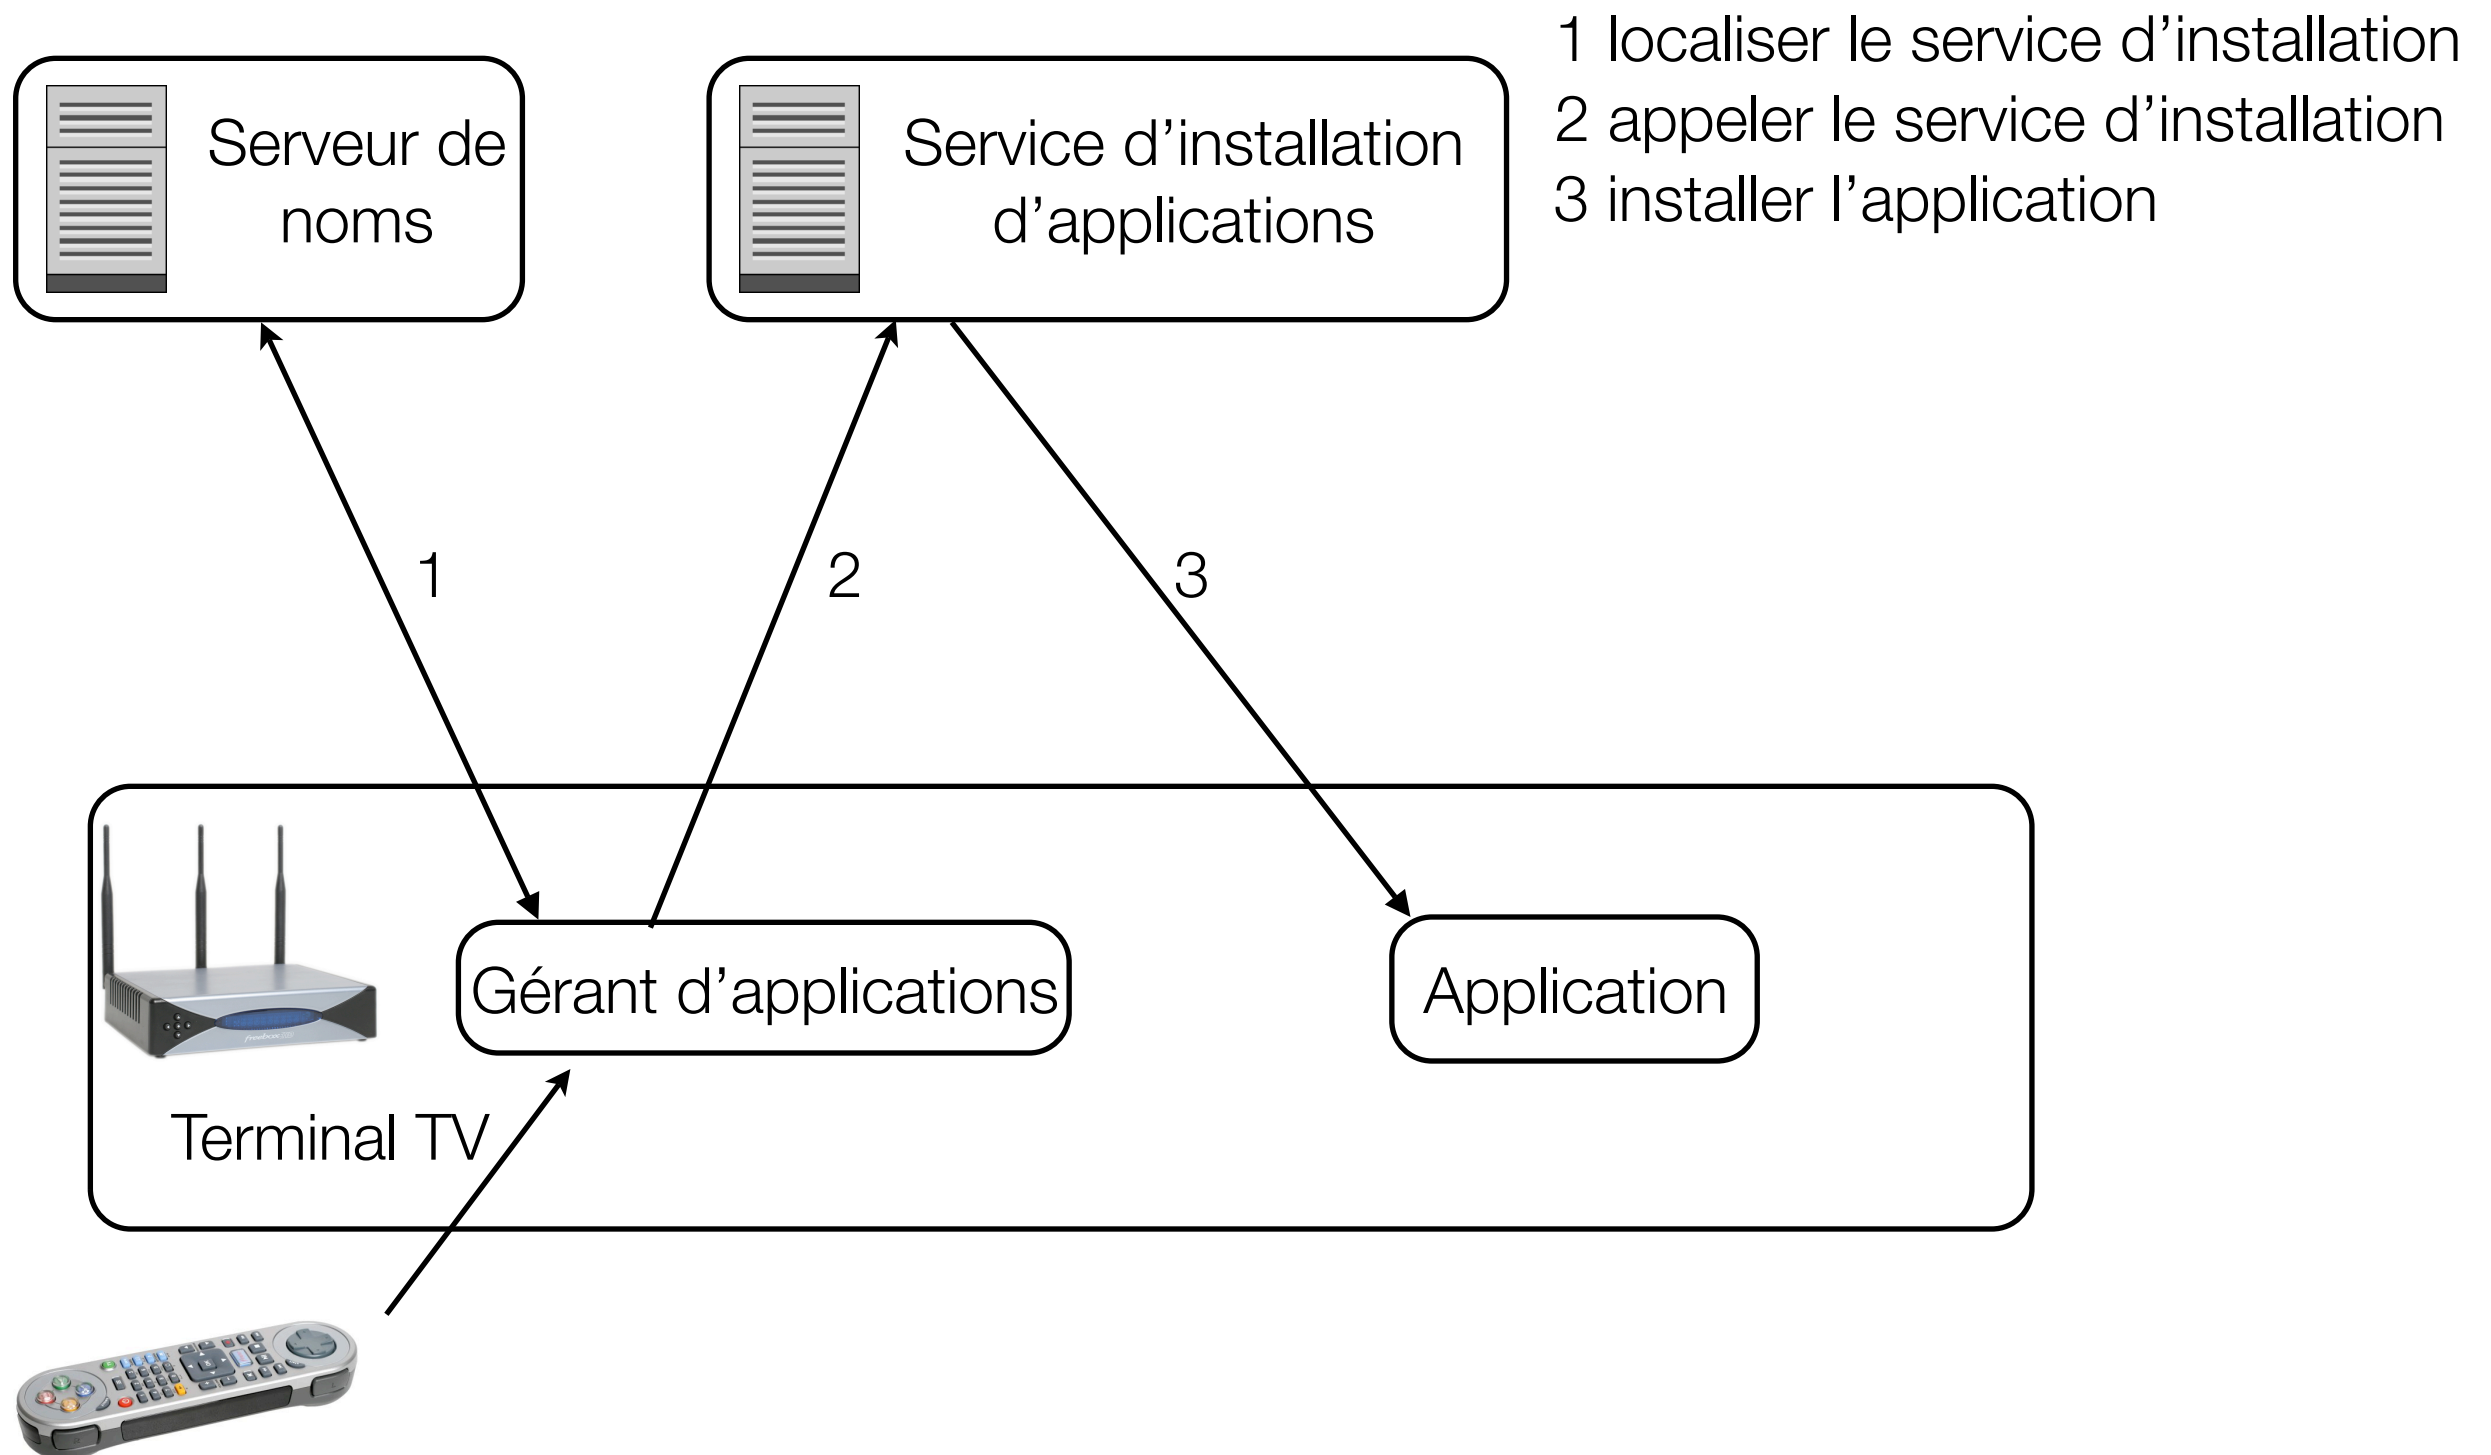 1 localiser le service d’installation
2 appeler le service d’installation
3 installer l’application
Serveur de
noms
Service d’installation
d’applications
1
2
3
Gérant d’applications
Application
freebox
Terminal TV